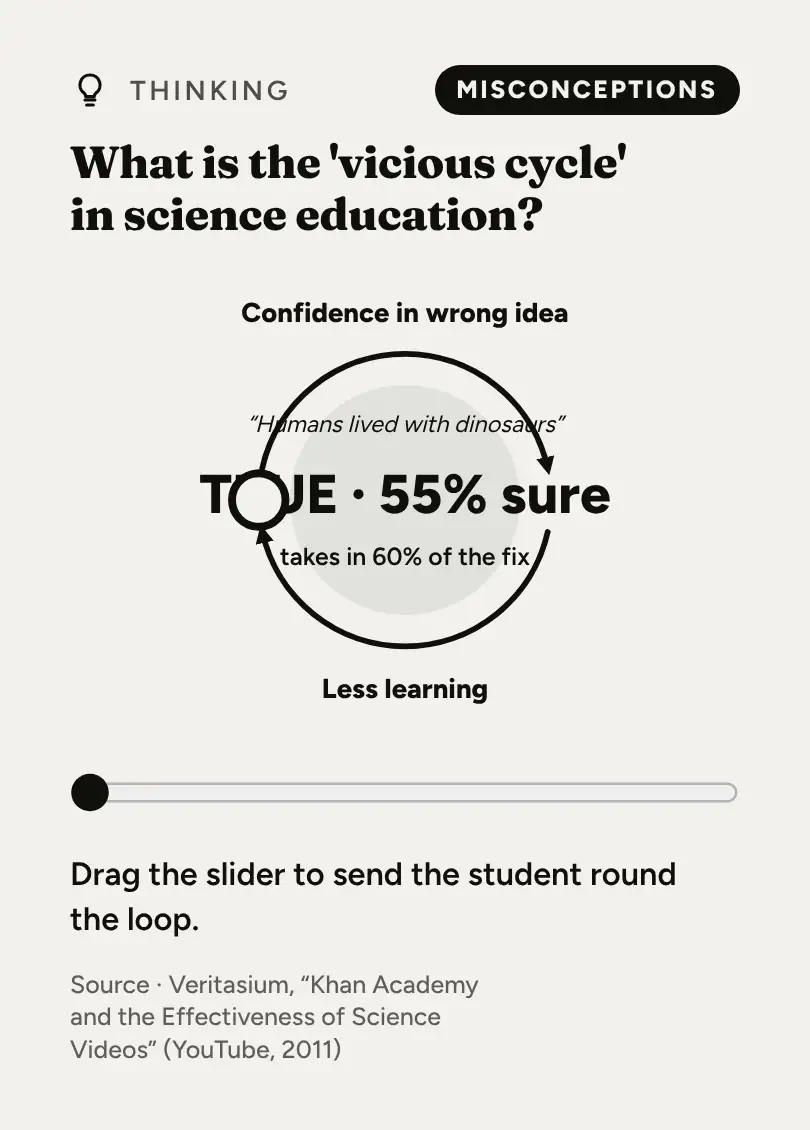 THINKING
MISCONCEPTIONS
What is the 'vicious cycle'
in science education?
Confidence in wrong idea
“Humans lived with dinosaurs”
TRUE · 55% sure
takes in 60% of the fix
Less learning
Drag the slider to send the student round
the loop.
Source · Veritasium, “Khan Academy
and the Effectiveness of Science
Videos” (YouTube, 2011)